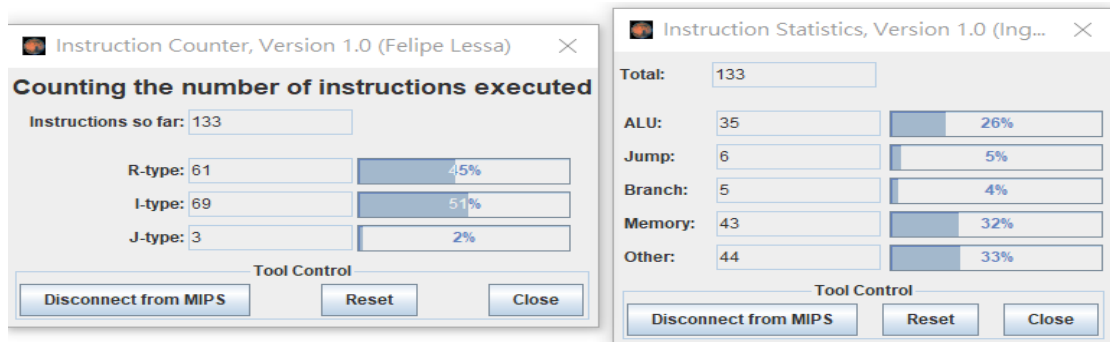 Instruction Counter, Version 1.0 (Felipe Lessa)
Counting the number of instructions executed
Instructions so far: 133
R-type: 61 45%
I-type: 69 51%
J-type: 3 2%
Tool Control
Disconnect from MIPS Reset Close
Instruction Statistics, Version 1.0 (Ing...
Total: 133
ALU: 35 26%
Jump: 6 5%
Branch: 5 4%
Memory: 43 32%
Other: 44 33%
Tool Control
Disconnect from MIPS Reset Close